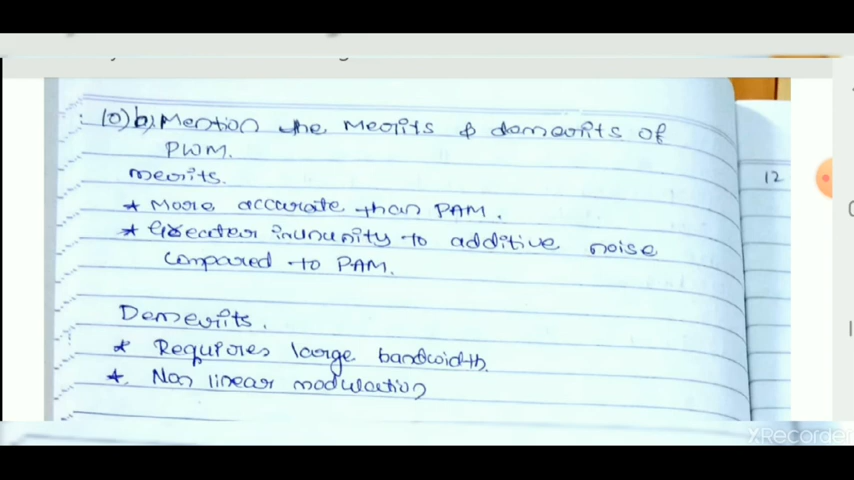 10) b) Mention the Merits & demerits of
PWM.
Merits.
* More accurate than PAM.
* Greater immunity to additive noise
compared to PAM.
Demerits.
* Requires large bandwidth.
* Non linear modulation
12
XRecorder